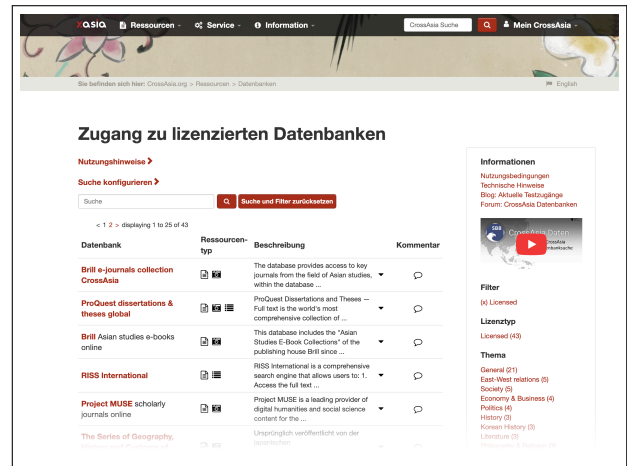 xasia Ressourcen Service Information CrossAsia Suche Mein CrossAsia
Sie befinden sich hier: CrossAsia.org > Ressourcen > Datenbanken English
Zugang zu lizenzierten Datenbanken
Nutzungshinweise
Suche konfigurieren
Suche Suche und Filter zurücksetzen
< 1 2 > displaying 1 to 25 of 43
Datenbank Ressourcen-typ Beschreibung Kommentar
Brill e-journals collection CrossAsia
The database provides access to key
journals from the field of Asian studies,
within the database ...
ProQuest dissertations &
theses global
ProQuest Dissertations and Theses —
Full text is the world's most
comprehensive collection of ...
Brill Asian studies e-books
online
This database includes the "Asian
Studies E-Book Collections" of the
publishing house Brill since ...
RISS International
RISS International is a comprehensive
search engine that allows users to: 1.
Access the full text ...
Project MUSE scholarly
journals online
Project MUSE is a leading provider of
digital humanities and social science
content for the ...
The Series of Geography,
Ursprünglich veröffentlicht von der
japanischen
Informationen
Nutzungsbedingungen
Technische Hinweise
Blog: Aktuelle Testzugänge
Forum: CrossAsia Datenbanken
SBB CrossAsia Daten
CrossAsia
nbanksuche
Filter
(x) Licensed
Lizenztyp
Licensed (43)
Thema
General (21)
East-West relations (5)
Society (5)
Economy & Business (4)
Politics (4)
History (3)
Korean History (3)
Literature (3)